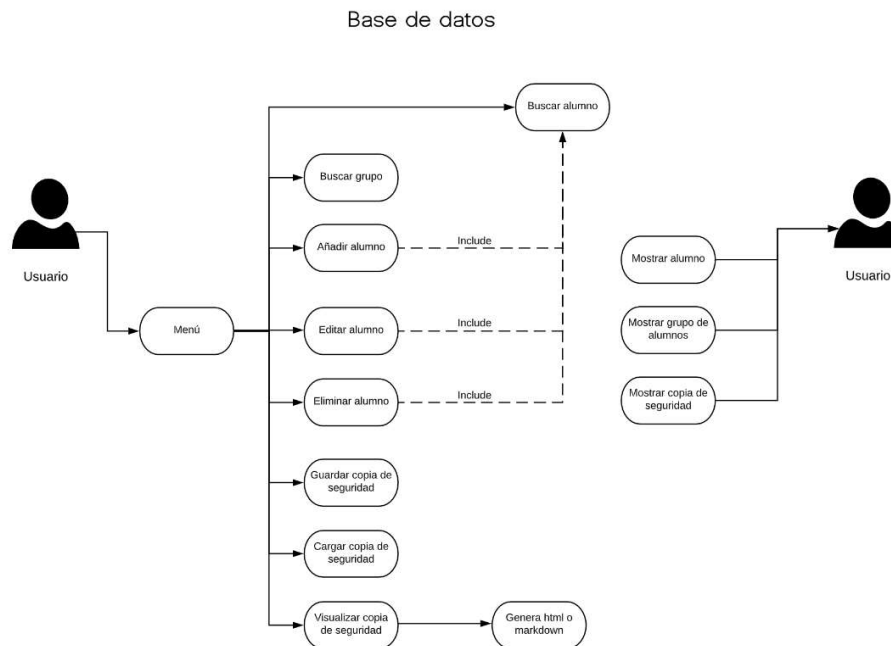 Base de datos
Buscar alumno
Buscar grupo
Añadir alumno
Include
Usuario
Mostrar alumno
Usuario
Menú
Editar alumno
Include
Mostrar grupo de
alumnos
Eliminar alumno
Include
Mostrar copia de
seguridad
Guardar copia de
seguridad
Cargar copia de
seguridad
Visualizar copia
de seguridad
Genera html o
markdown